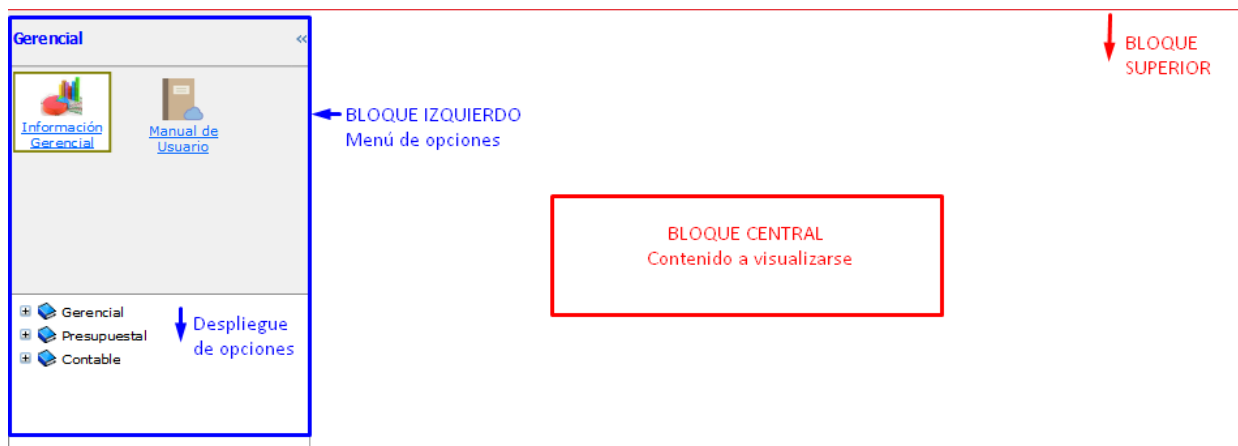 Gerencial «
BLOQUE
SUPERIOR
Información
Gerencial
Manual de
Usuario
BLOQUE IZQUIERDO
Menú de opciones
BLOQUE CENTRAL
Contenido a visualizarse
Gerencial
Presupuestal
Contable
Despliegue
de opciones